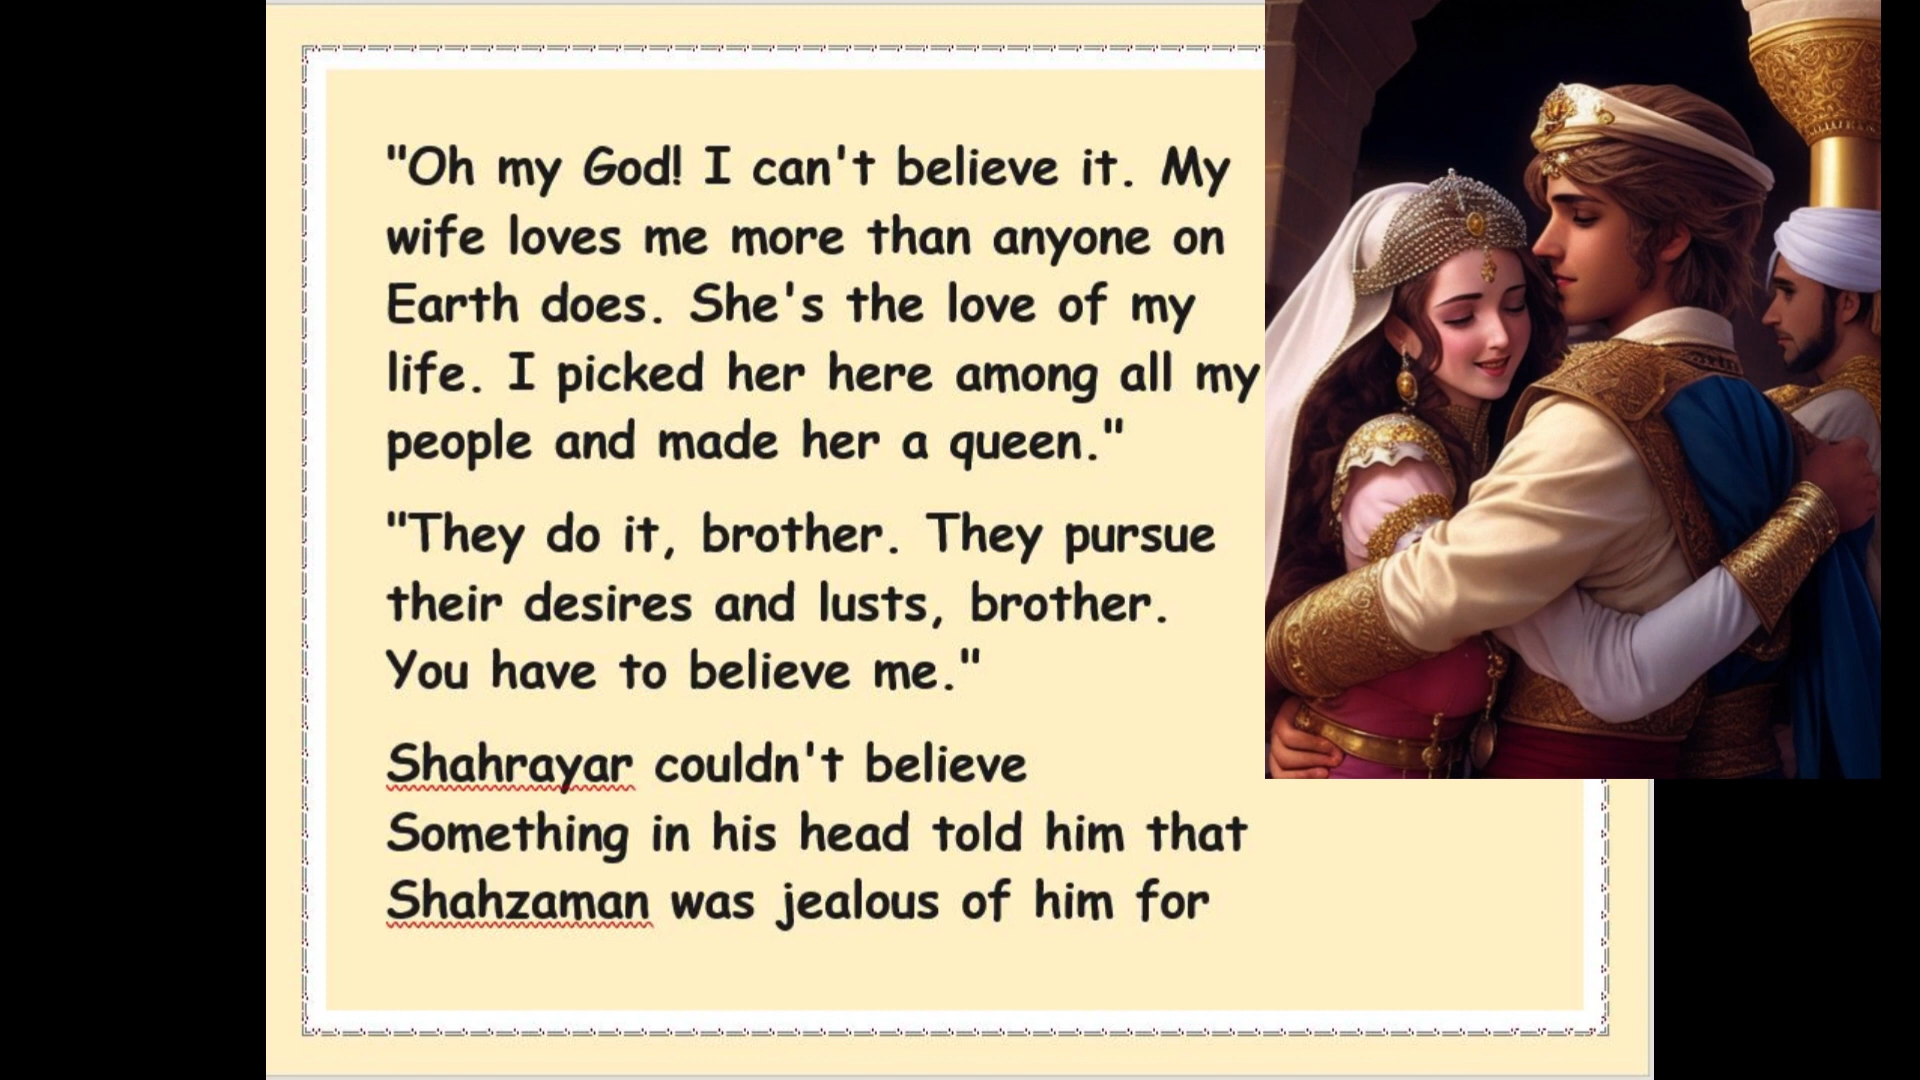 "Oh my God! I can't believe it. My
wife loves me more than anyone on
Earth does. She's the love of my
life. I picked her here among all my
people and made her a queen."
"They do it, brother. They pursue
their desires and lusts, brother.
You have to believe me."
Shahrayar couldn't believe
Something in his head told him that
Shahzaman was jealous of him for